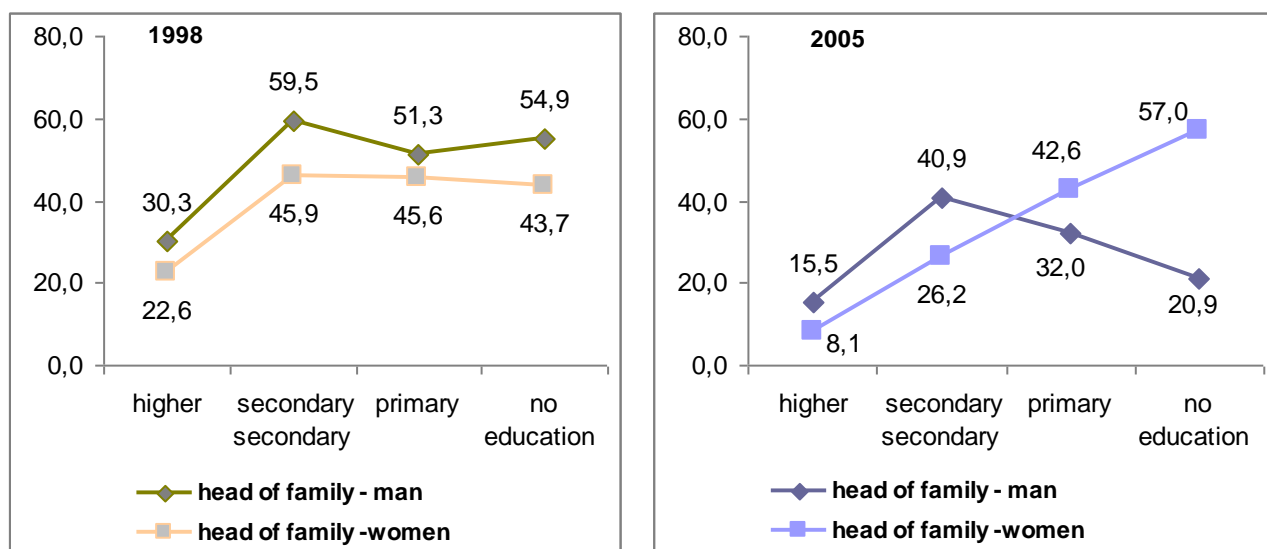 1998
80,0
60,0
40,0
20,0
0,0
59,5
51,3
54,9
30,3
45,9
45,6
43,7
22,6
higher
secondary
secondary
primary
no
education
head of family - man
head of family -women
2005
80,0
60,0
40,0
20,0
0,0
57,0
40,9
42,6
15,5
32,0
26,2
20,9
8,1
higher
secondary
secondary
primary
no
education
head of family - man
head of family -women